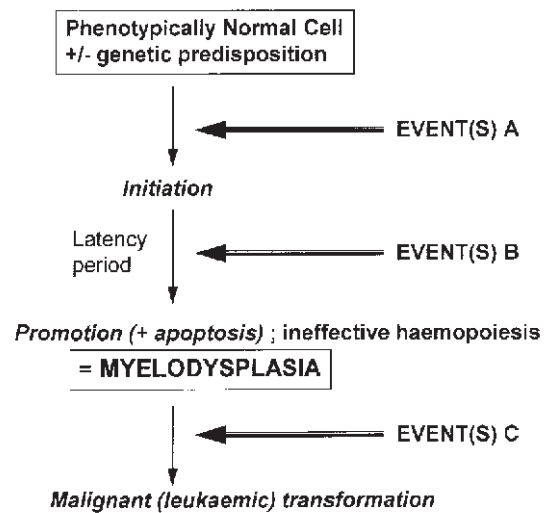 Phenotypically Normal Cell
+/- genetic predisposition
EVENT(S) A
Initiation
Latency
period
EVENT(S) B
Promotion (+ apoptosis) ; ineffective haemopoiesis
= MYELODYSPLASIA
EVENT(S) C
Malignant (leukaemic) transformation